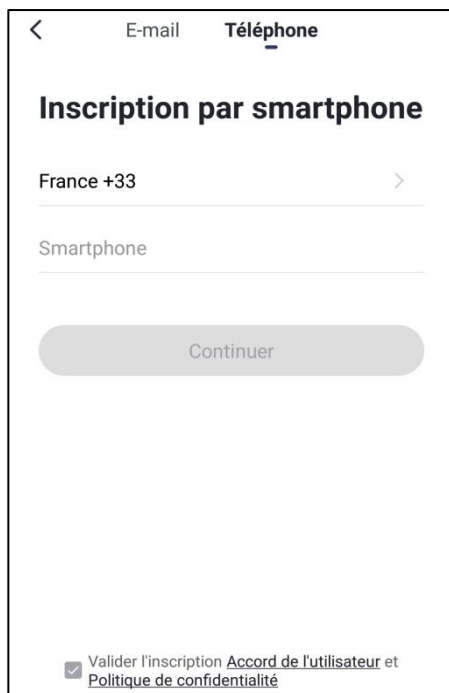 E-mail Téléphone
Inscription par smartphone
France +33
Smartphone
Continuer
Valider l'inscription Accord de l'utilisateur et
Politique de confidentialité